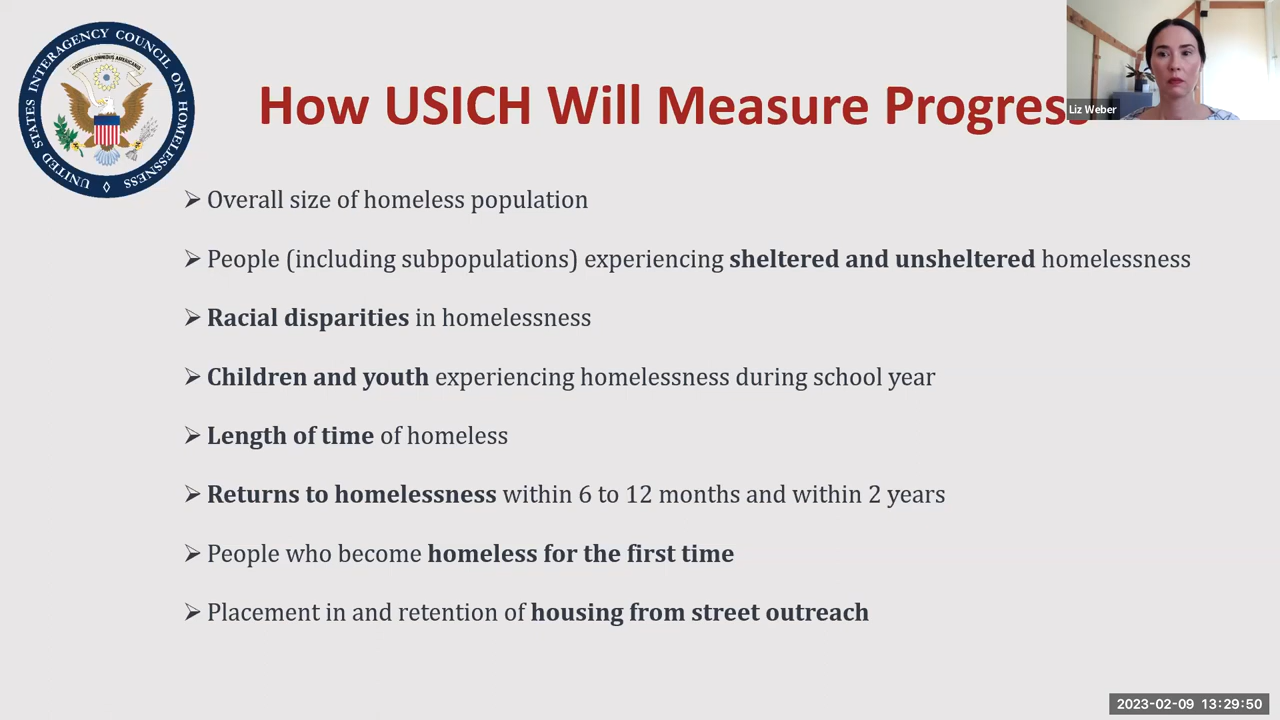 UNITED STATES INTERAGENCY COUNCIL ON HOMELESSNESS
How USICH Will Measure Progress
Liz Weber
➢ Overall size of homeless population
➢ People (including subpopulations) experiencing sheltered and unsheltered homelessness
➢ Racial disparities in homelessness
➢ Children and youth experiencing homelessness during school year
➢ Length of time of homeless
➢ Returns to homelessness within 6 to 12 months and within 2 years
➢ People who become homeless for the first time
➢ Placement in and retention of housing from street outreach
2023-02-09 13:29:50